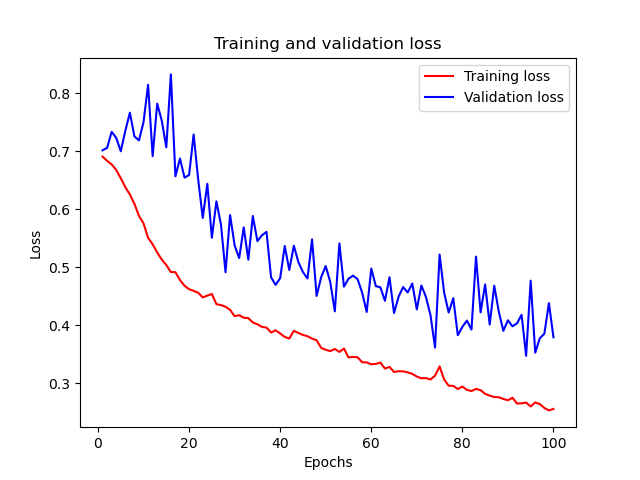 Training and validation loss
Training loss
Validation loss
Loss
0.8
0.7
0.6
0.5
0.4
0.3
0
20
40
60
80
100
Epochs